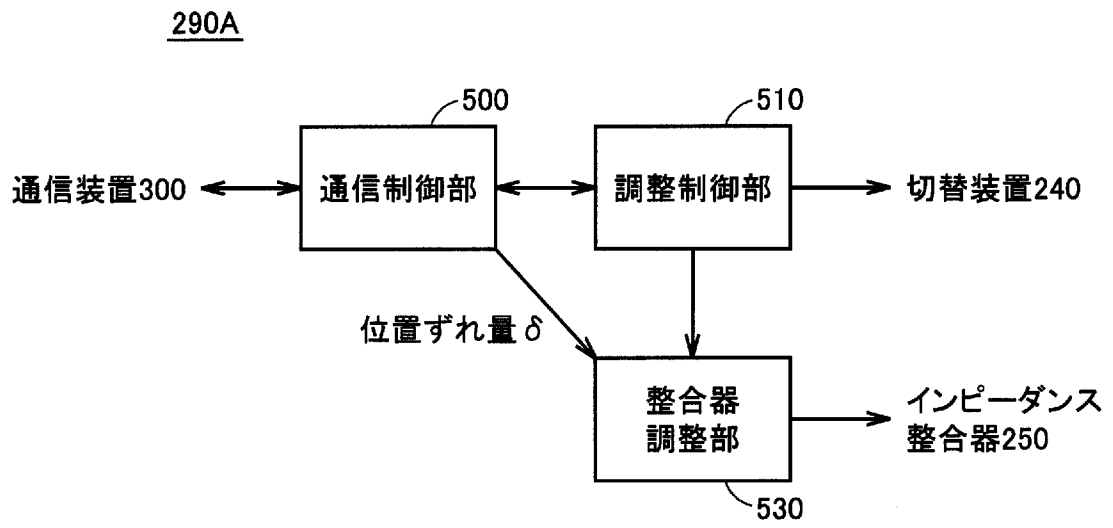 290A
500
510
通信装置300
通信制御部
調整制御部
切替装置240
位置ずれ量δ
整合器
調整部
インピーダンス
整合器250
530